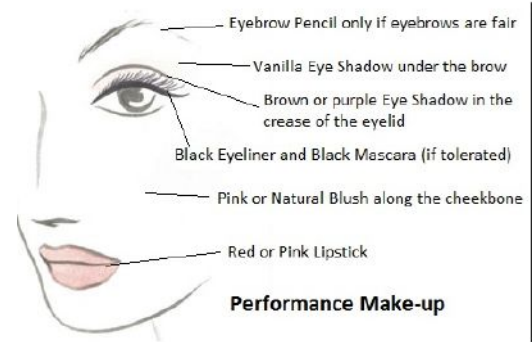 Eyebrow Pencil only if eyebrows are fair
Vanilla Eye Shadow under the brow
Brown or purple Eye Shadow in the
crease of the eyelid
Black Eyeliner and Black Mascara (if tolerated)
Pink or Natural Blush along the cheekbone
Red or Pink Lipstick
Performance Make-up